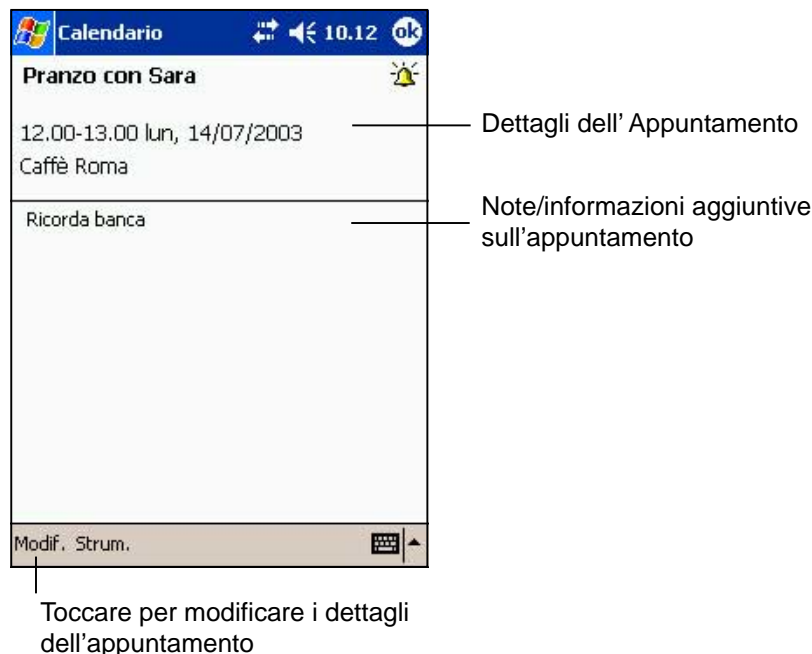 Calendario 10.12 ok
Pranzo con Sara
12.00-13.00 lun, 14/07/2003
Caffè Roma
Dettagli dell' Appuntamento
Ricorda banca
Note/informazioni aggiuntive
sull'appuntamento
Modif. Strum.
Toccare per modificare i dettagli
dell'appuntamento